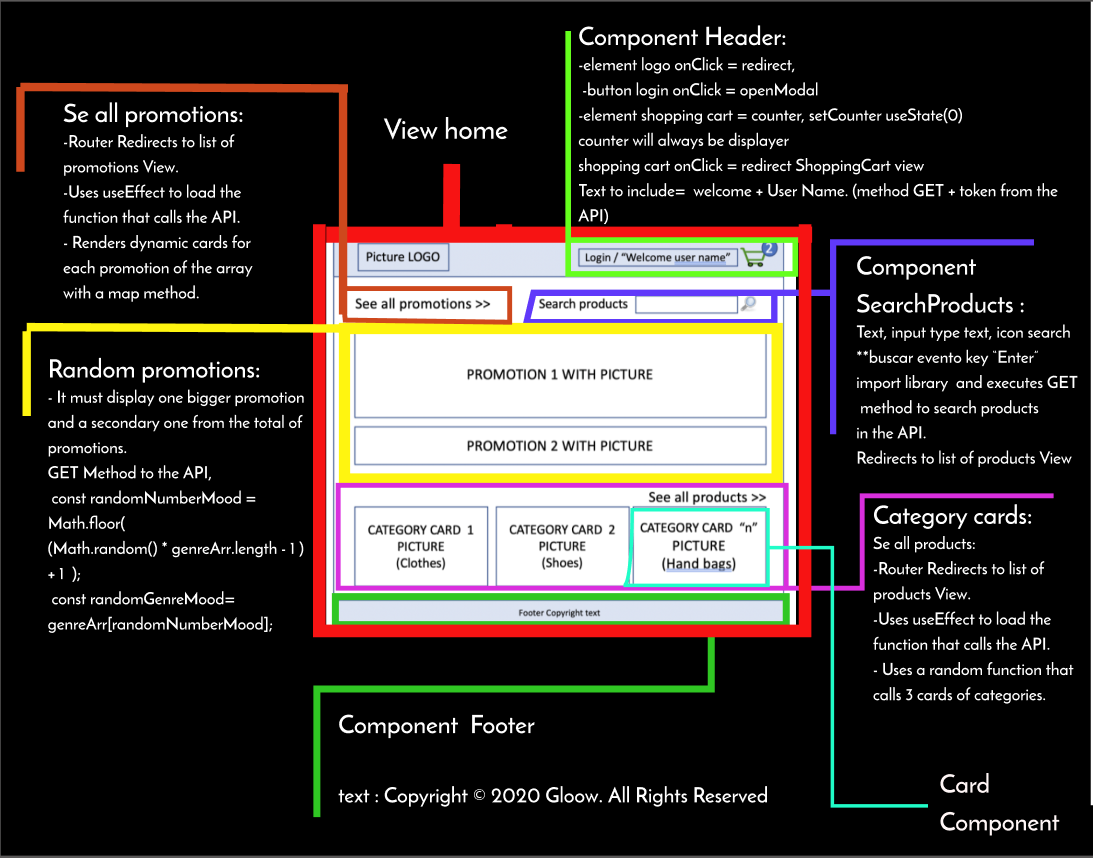 Component Header:
-element logo onClick = redirect,
-button login onClick = openModal
-element shopping cart = counter, setCounter useState(0)
counter will always be displayer
shopping cart onClick = redirect ShoppingCart view
Text to include= welcome + User Name. (method GET + token from the
API)
Se all promotions:
-Router Redirects to list of
promotions View.
-Uses useEffect to load the
function that calls the API.
- Renders dynamic cards for
each promotion of the array
with a map method.
View home
Picture LOGO
Login / “Welcome user name”
2
See all promotions >>
Search products
Component
SearchProducts :
Text, input type text, icon search
**buscar evento key "Enter"
import library and executes GET
method to search products
in the API.
Redirects to list of products View
Random promotions:
- It must display one bigger promotion
and a secondary one from the total of
promotions.
GET Method to the API,
const randomNumberMood =
Math.floor(
(Math.random() * genreArr.length - 1 )
+ 1 );
const randomGenreMood=
genreArr[randomNumberMood];
PROMOTION 1 WITH PICTURE
PROMOTION 2 WITH PICTURE
See all products >>
CATEGORY CARD 1
PICTURE
(Clothes)
CATEGORY CARD 2
PICTURE
(Shoes)
CATEGORY CARD “n”
PICTURE
(Hand bags)
Footer Copyright text
Category cards:
Se all products:
-Router Redirects to list of
products View.
-Uses useEffect to load the
function that calls the API.
- Uses a random function that
calls 3 cards of categories.
Component Footer
text : Copyright © 2020 Gloow. All Rights Reserved
Card
Component